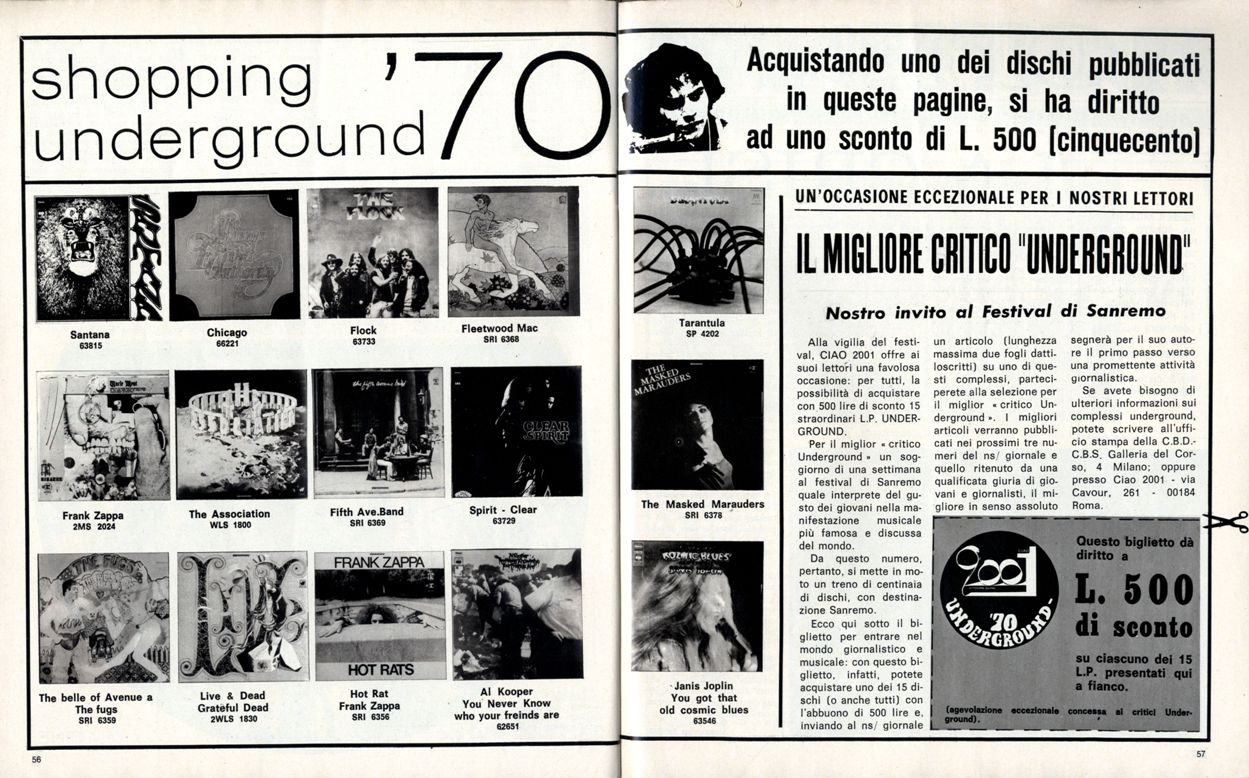 shopping
underground '70
Santana
63815
Chicago
66221
THE
FLOCK
Flock
63733
Fleetwood Mac
SRI 6368
Frank Zappa
2MS 2024
The Association
WLS 1800
the fifth avenue band
Fifth Ave.Band
SRI 6369
CLEAR
SPIRIT
Spirit - Clear
63729
THE FUGS
The belle of Avenue a
The fugs
SRI 6359
Live & Dead
Grateful Dead
2WLS 1830
FRANK ZAPPA
HOT RATS
Hot Rat
Frank Zappa
SRI 6356
Al Kooper
You Never Know
who your freinds are
62651
56
Acquistando uno dei dischi pubblicati
in queste pagine, si ha diritto
ad uno sconto di L. 500 (cinquecento)
Tarantula
SP 4202
THE
MASKED
MARAUDERS
The Masked Marauders
SRI 6378
KOZMIC BLUES
JANIS JOPLIN
Janis Joplin
You got that
old cosmic blues
63546
UN'OCCASIONE ECCEZIONALE PER I NOSTRI LETTORI
IL MIGLIORE CRITICO "UNDERGROUND"
Nostro invito al Festival di Sanremo
Alla vigilia del festi-
val, CIAO 2001 offre ai
suoi lettori una favolosa
occasione: per tutti, la
possibilità di acquistare
con 500 lire di sconto 15
straordinari L.P. UNDER-
GROUND.
Per il miglior « critico
Underground » un sog-
giorno di una settimana
al festival di Sanremo
quale interprete del gu-
sto dei giovani nella ma-
nifestazione musicale
più famosa e discussa
del mondo.
Da questo numero,
pertanto, si mette in mo-
to un treno di centinaia
di dischi, con destina-
zione Sanremo.
Ecco qui sotto il bi-
glietto per entrare nel
mondo giornalistico e
musicale: con questo bi-
glietto, infatti, potete
acquistare uno dei 15 di-
schi (o anche tutti) con
l'abbuono di 500 lire e,
inviando al ns/ giornale
un articolo (lunghezza
massima due fogli datti-
loscritti) su uno di que-
sti complessi, parteci-
perete alla selezione per
il miglior « critico Un-
derground ». I migliori
articoli verranno pubbli-
cati nei prossimi tre nu-
meri del ns/ giornale e
quello ritenuto da una
qualificata giuria di gio-
vani e giornalisti, il mi-
gliore in senso assoluto
segnerà per il suo auto-
re il primo passo verso
una promettente attività
giornalistica.
Se avete bisogno di
ulteriori informazioni sui
complessi underground,
potete scrivere all'uffi-
cio stampa della C.B.D.-
C.B.S. Galleria del Cor-
so, 4 Milano; oppure
presso Ciao 2001 - via
Cavour, 261 - 00184
Roma.
2001
'70
UNDERGROUND
Questo biglietto dà
diritto a
L. 500
di sconto
su ciascuno dei 15
L.P. presentati qui
a fianco.
(agevolazione eccezionale concessa ai critici Under-
ground).
57